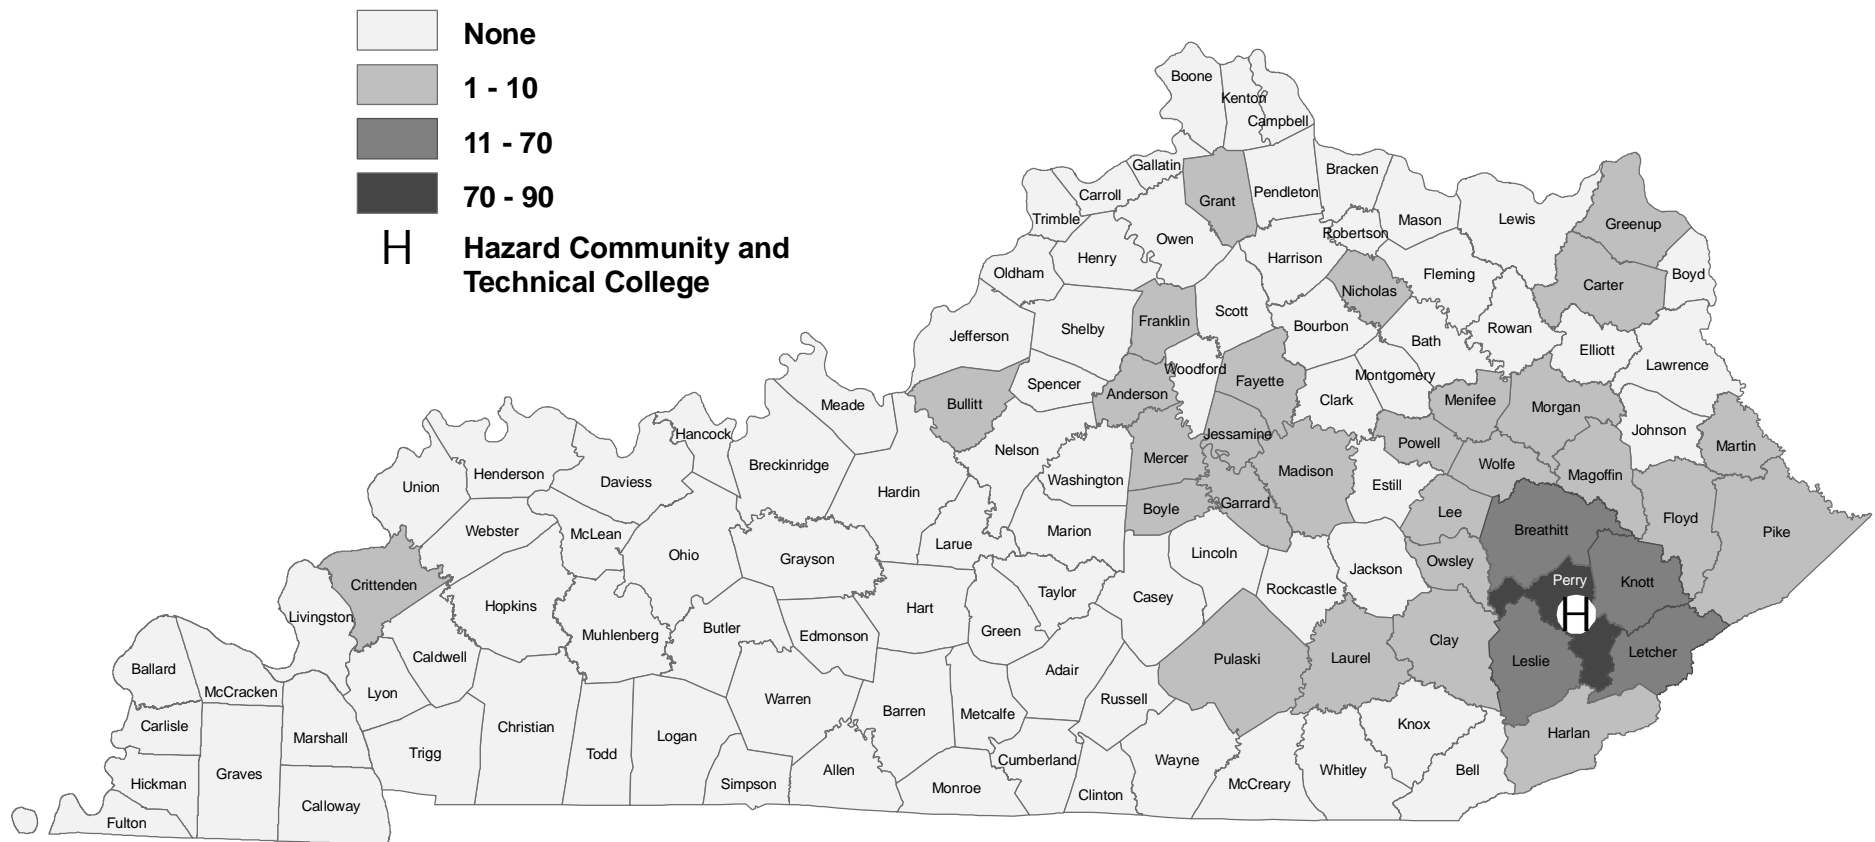 None
1 - 10
11 - 70
70 - 90
H Hazard Community and
Technical College
Boone
Kenton
Campbell
Gallatin
Carroll
Grant
Pendleton
Bracken
Trimble
Mason
Lewis
Greenup
Robertson
Owen
Henry
Harrison
Oldham
Fleming
Boyd
Nicholas
Carter
Scott
Franklin
Bourbon
Rowan
Shelby
Jefferson
Bath
Elliott
Lawrence
Woodford
Montgomery
Fayette
Spencer
Anderson
Clark
Menifee
Morgan
Bullitt
Meade
Hancock
Jessamine
Powell
Johnson
Martin
Nelson
Mercer
Breckinridge
Wolfe
Madison
Magoffin
Henderson
Washington
Daviess
Union
Estill
Hardin
Garrard
Boyle
Lee
Floyd
Webster
McLean
Marion
Breathitt
Pike
Larue
Ohio
Grayson
Lincoln
Owsley
Jackson
Perry
Knott
Crittenden
Rockcastle
Taylor
Casey
Hopkins
Hart
H
Livingston
Butler
Muhlenberg
Edmonson
Green
Clay
Letcher
Caldwell
Pulaski
Laurel
Leslie
Ballard
Adair
McCracken
Lyon
Warren
Russell
Barren
Metcalfe
Carlisle
Christian
Knox
Marshall
Logan
Harlan
Trigg
Todd
Cumberland
Wayne
Allen
Whitley
Bell
Graves
Hickman
Simpson
McCreary
Monroe
Clinton
Calloway
Fulton